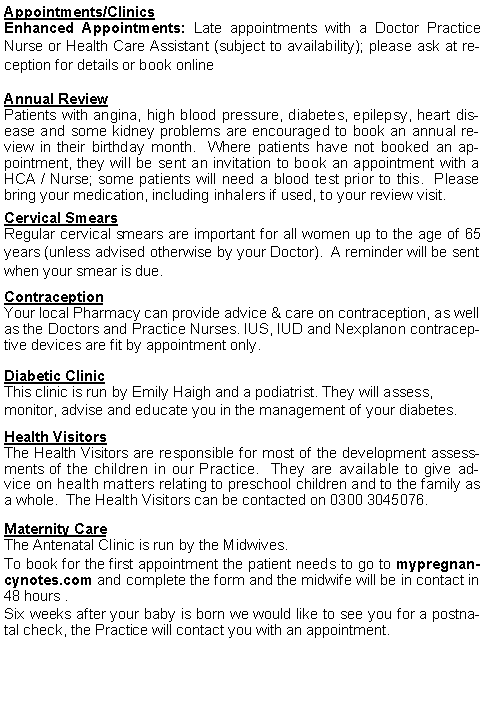 Appointments/Clinics
Enhanced Appointments: Late appointments with a Doctor Practice
Nurse or Health Care Assistant (subject to availability); please ask at re-
ception for details or book online
Annual Review
Patients with angina, high blood pressure, diabetes, epilepsy, heart dis-
ease and some kidney problems are encouraged to book an annual re-
view in their birthday month.  Where patients have not booked an ap-
pointment, they will be sent an invitation to book an appointment with a
HCA / Nurse; some patients will need a blood test prior to this.  Please
bring your medication, including inhalers if used, to your review visit.
Cervical Smears
Regular cervical smears are important for all women up to the age of 65
years (unless advised otherwise by your Doctor).  A reminder will be sent
when your smear is due.
Contraception
Your local Pharmacy can provide advice & care on contraception, as well
as the Doctors and Practice Nurses. IUS, IUD and Nexplanon contracep-
tive devices are fit by appointment only.
Diabetic Clinic
This clinic is run by Emily Haigh and a podiatrist. They will assess,
monitor, advise and educate you in the management of your diabetes.
Health Visitors
The Health Visitors are responsible for most of the development assess-
ments of the children in our Practice.  They are available to give ad-
vice on health matters relating to preschool children and to the family as
a whole.  The Health Visitors can be contacted on 0300 3045076.
Maternity Care
The Antenatal Clinic is run by the Midwives.
To book for the first appointment the patient needs to go to mypregnan-
cynotes.com and complete the form and the midwife will be in contact in
48 hours .
Six weeks after your baby is born we would like to see you for a postna-
tal check, the Practice will contact you with an appointment.